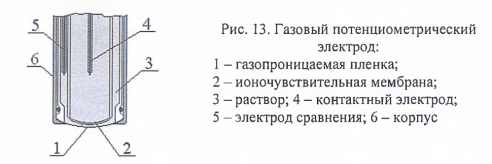 5
4
6
3
1
2
Рис. 13. Газовый потенциометрический
электрод:
1 – газопроницаемая пленка;
2 – ионочувствительная мембрана;
3 – раствор; 4 – контактный электрод;
5 – электрод сравнения; 6 – корпус